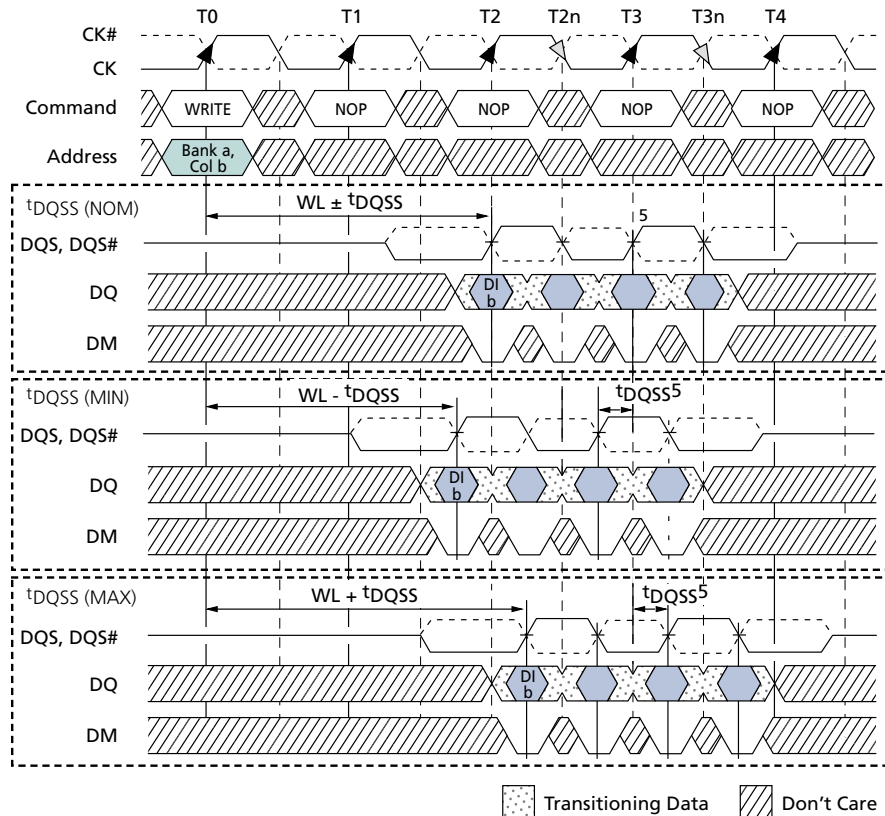 T0 T1 T2 T2n T3 T3n T4
CK#
CK
Command WRITE NOP NOP NOP NOP
Address Bank a,
Col b
tDQSS (NOM) WL ± tDQSS
5
DQS, DQS#
DQ DI
b
DM
tDQSS (MIN) WL - tDQSS tDQSS5
DQS, DQS#
DQ DI
b
DM
tDQSS (MAX) WL + tDQSS tDQSS5
DQS, DQS#
DQ DI
b
DM
Transitioning Data Don't Care